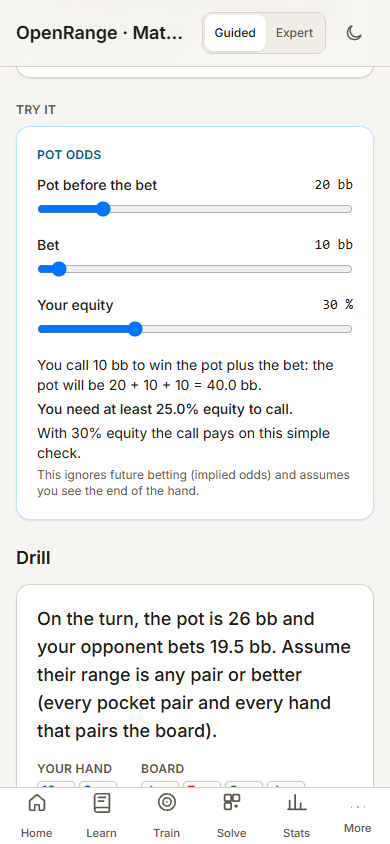 OpenRange · Mat...
Guided
Expert
TRY IT
POT ODDS
Pot before the bet
20 bb
Bet
10 bb
Your equity
30 %
You call 10 bb to win the pot plus the bet: the
pot will be 20 + 10 + 10 = 40.0 bb.
You need at least 25.0% equity to call.
With 30% equity the call pays on this simple
check.
This ignores future betting (implied odds) and assumes
you see the end of the hand.
Drill
On the turn, the pot is 26 bb and
your opponent bets 19.5 bb. Assume
their range is any pair or better
(every pocket pair and every hand
that pairs the board).
YOUR HAND
BOARD
Home
Learn
Train
Solve
Stats
More